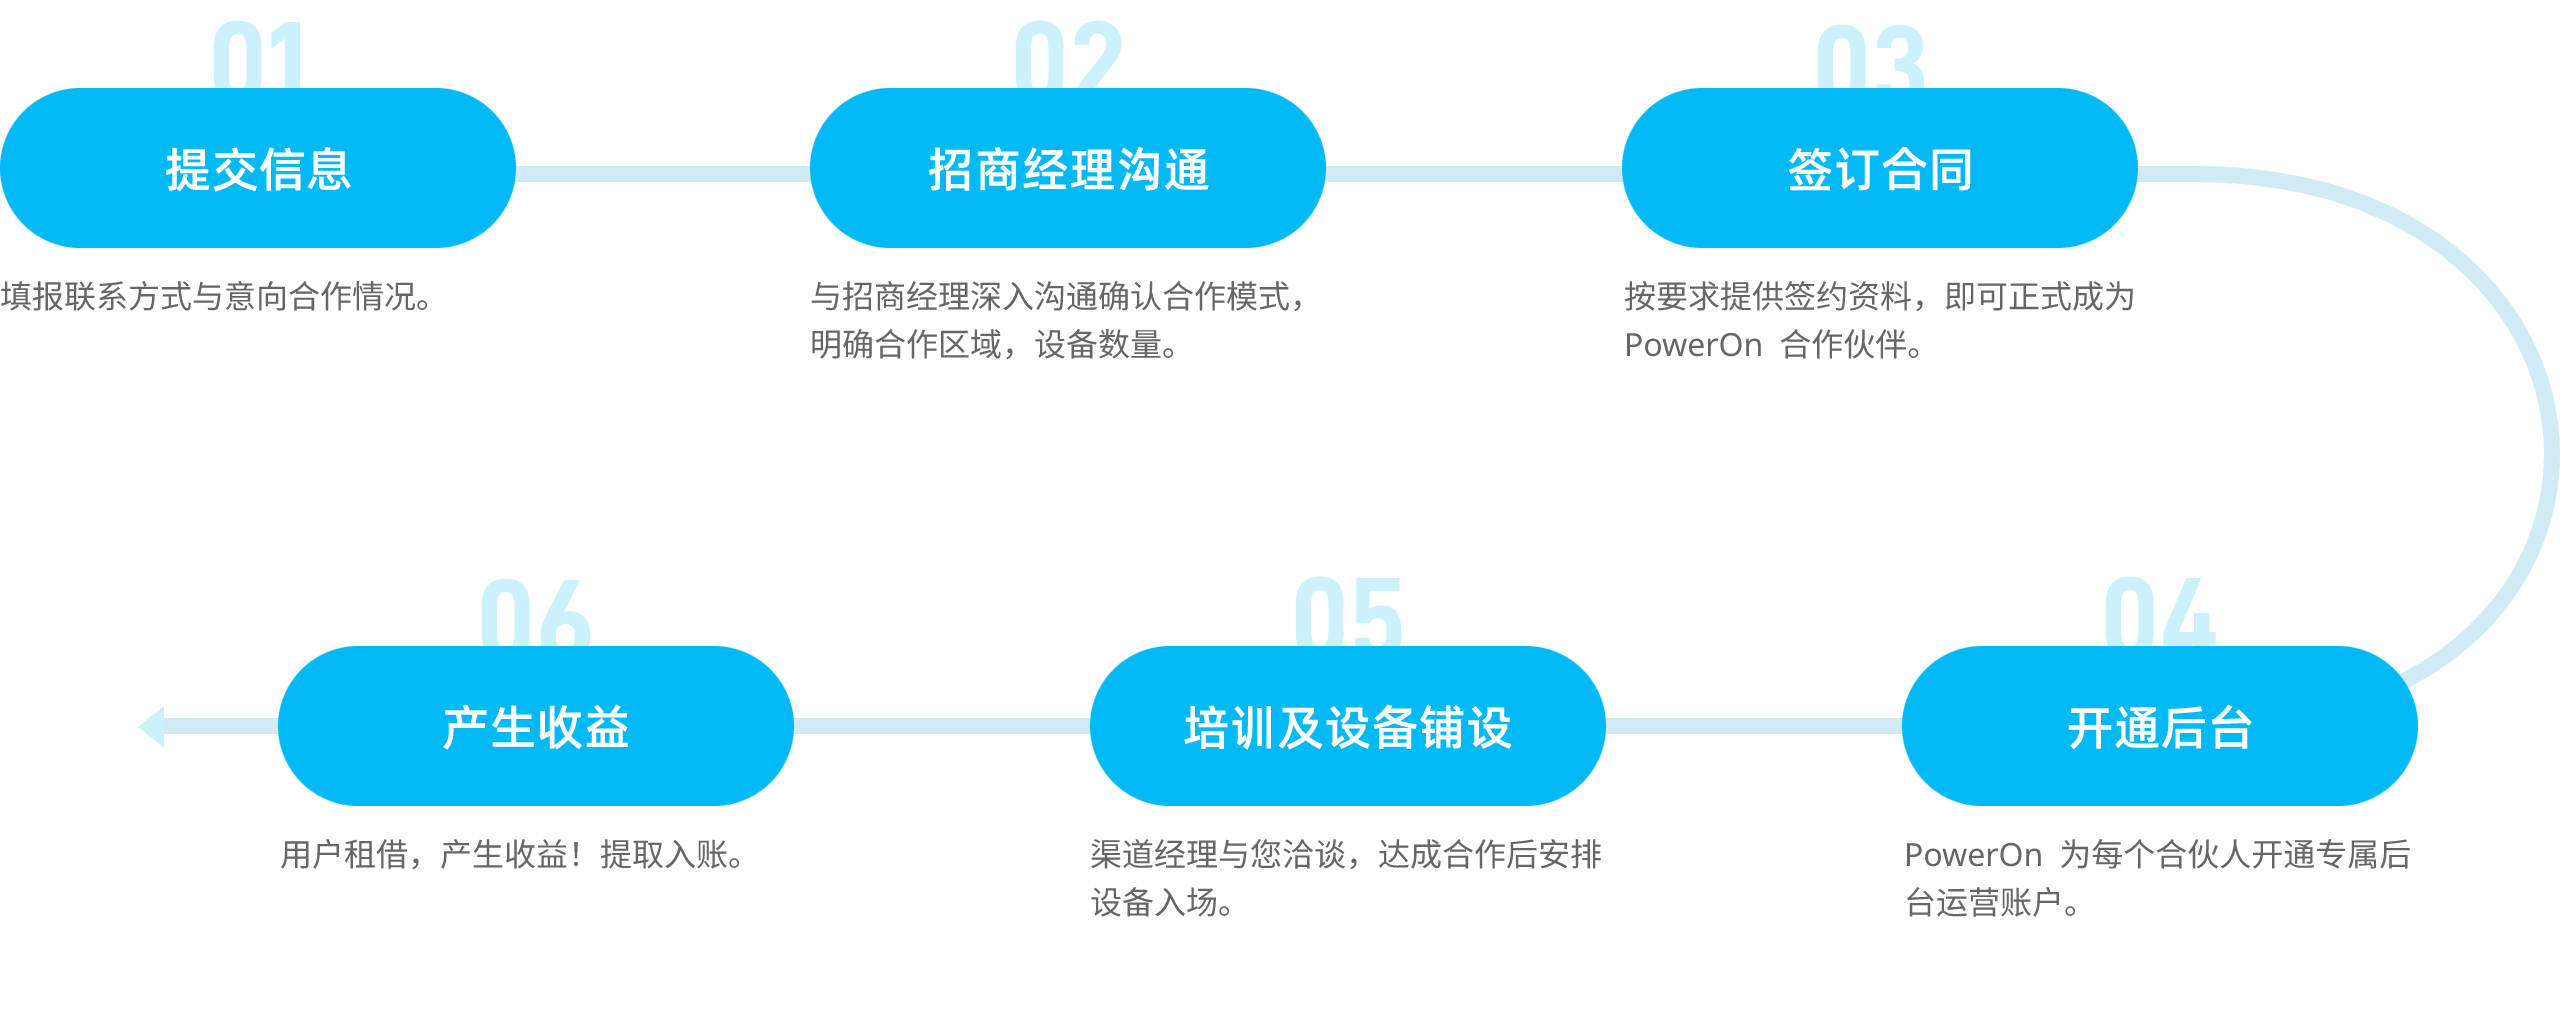 01
提交信息
填报联系方式与意向合作情况。
02
招商经理沟通
与招商经理深入沟通确认合作模式，
明确合作区域，设备数量。
03
签订合同
按要求提供签约资料，即可正式成为
PowerOn 合作伙伴。
04
开通后台
PowerOn 为每个合伙人开通专属后
台运营账户。
05
培训及设备铺设
渠道经理与您洽谈，达成合作后安排
设备入场。
06
产生收益
用户租借，产生收益！提取入账。